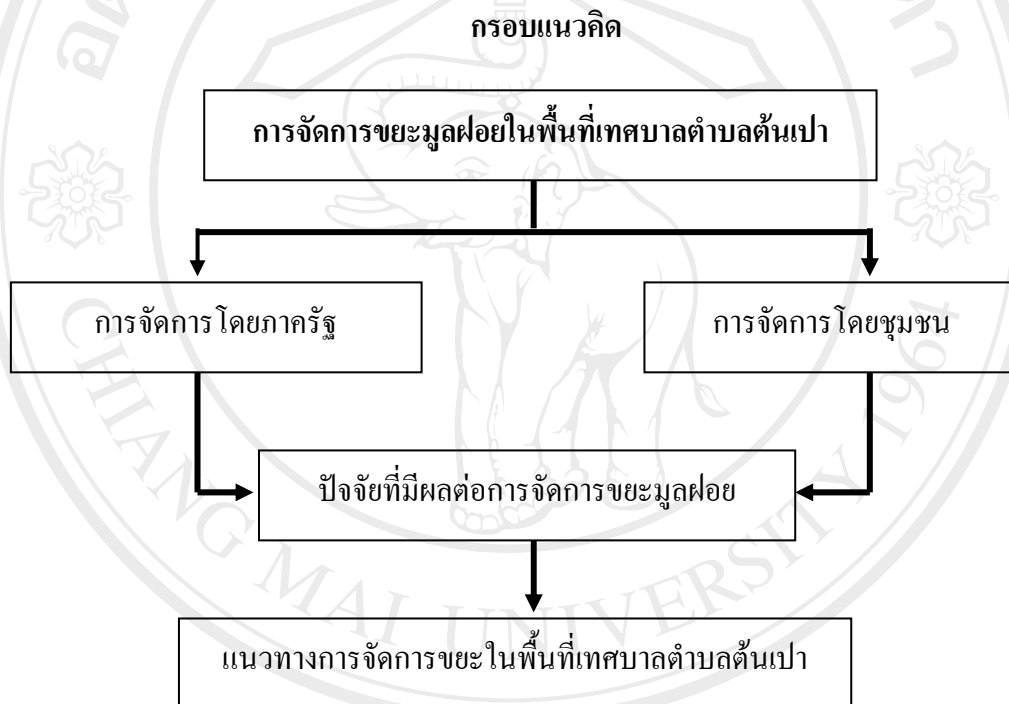 กรอบแนวคิด
การจัดการขยะมูลฝอยในพื้นที่เทศบาลตำบลต้นเปา
การจัดการโดยภาครัฐ
การจัดการโดยชุมชน
ปัจจัยที่มีผลต่อการจัดการขยะมูลฝอย
แนวทางการจัดการขยะในพื้นที่เทศบาลตำบลต้นเปา
CHIANG MAI UNIVERSITY 1964